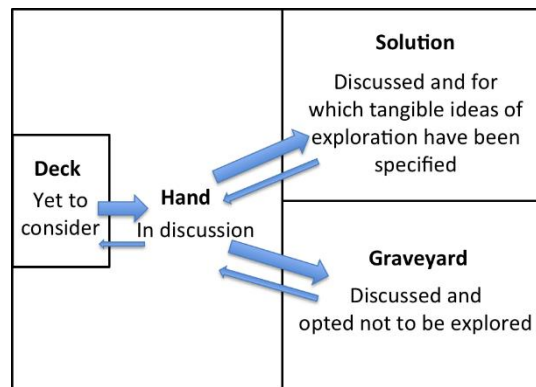 Deck
Yet to
consider
Hand
In discussion
Solution
Discussed and for
which tangible ideas of
exploration have been
specified
Graveyard
Discussed and
opted not to be explored